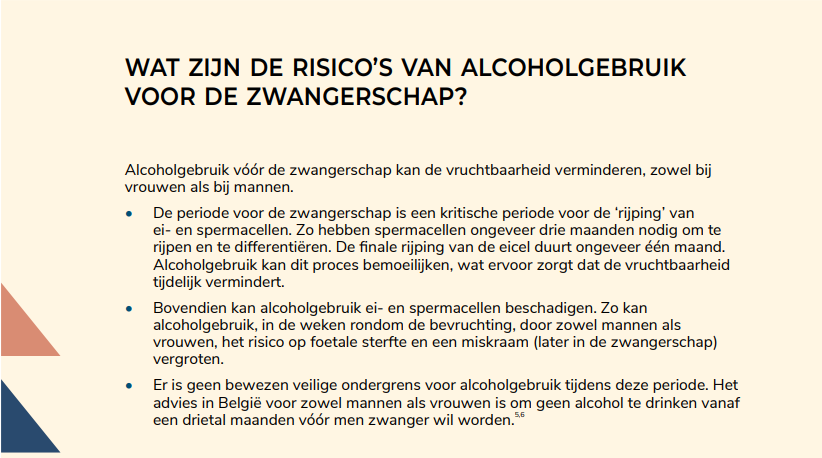 WAT ZIJN DE RISICO’S VAN ALCOHOLGEBRUIK
VOOR DE ZWANGERSCHAP?
Alcoholgebruik vóór de zwangerschap kan de vruchtbaarheid verminderen, zowel bij
vrouwen als bij mannen.
• De periode voor de zwangerschap is een kritische periode voor de ‘rijping’ van
ei- en spermacellen. Zo hebben spermacellen ongeveer drie maanden nodig om te
rijpen en te differentiëren. De finale rijping van de eicel duurt ongeveer één maand.
Alcoholgebruik kan dit proces bemoeilijken, wat ervoor zorgt dat de vruchtbaarheid
tijdelijk vermindert.
• Bovendien kan alcoholgebruik ei- en spermacellen beschadigen. Zo kan
alcoholgebruik, in de weken rondom de bevruchting, door zowel mannen als
vrouwen, het risico op foetale sterfte en een miskraam (later in de zwangerschap)
vergroten.
• Er is geen bewezen veilige ondergrens voor alcoholgebruik tijdens deze periode. Het
advies in België voor zowel mannen als vrouwen is om geen alcohol te drinken vanaf
een drietal maanden vóór men zwanger wil worden.5,6